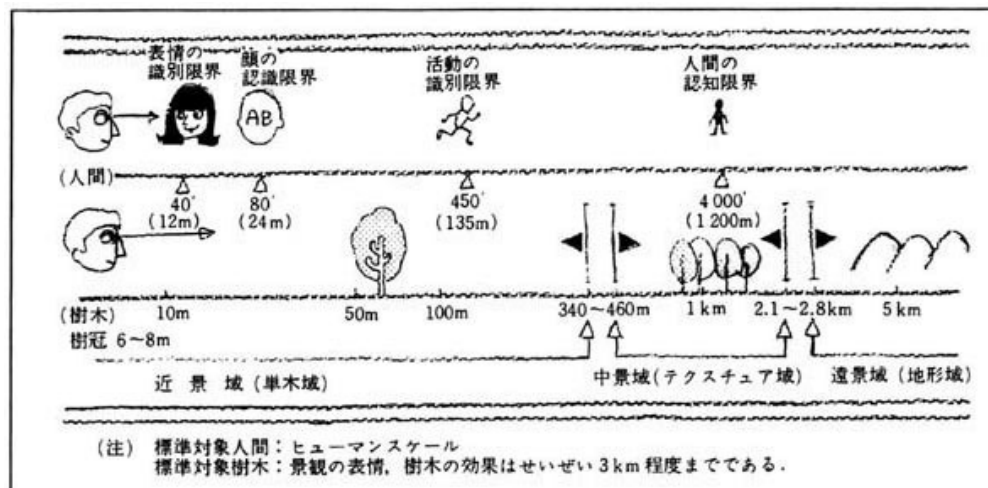 表情の
識別限界
顔の
認識限界
活動の
識別限界
人間の
認知限界
AB
(人間)
40′
(12m)
80′
(24m)
450′
(135m)
4 000′
(1 200m)
(樹木)
10m
50m
100m
340〜460m
1km
2.1〜2.8km
5km
樹冠 6〜8m
近 景 域 (単木域)
中景域(テクスチュア域)
遠景域 (地形域)
(注) 標準対象人間：ヒューマンスケール
標準対象樹木：景観の表情, 樹木の効果はせいぜい3km程度までである.